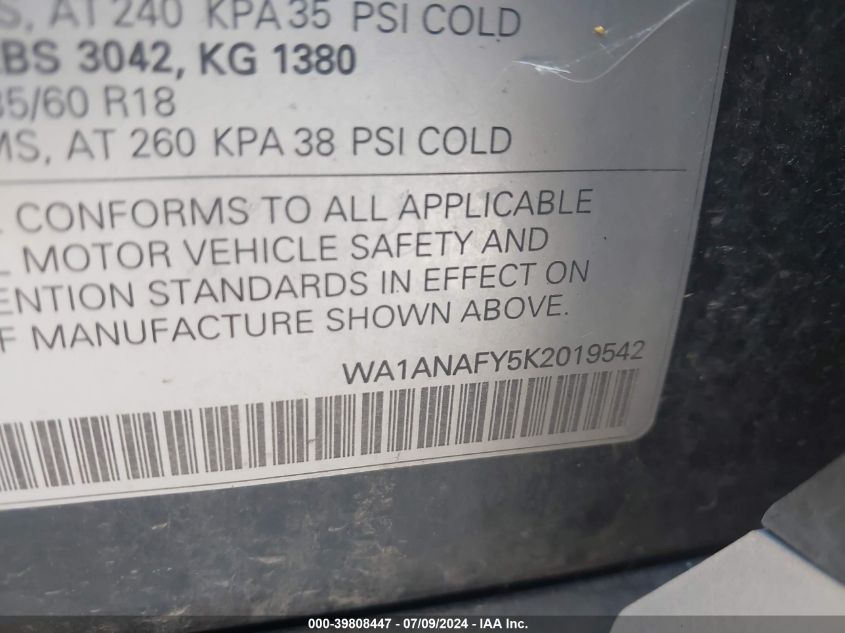 S, AT 240 KPA 35 PSI COLD
LBS 3042, KG 1380
35/60 R18
MS, AT 260 KPA 38 PSI COLD
CONFORMS TO ALL APPLICABLE
L MOTOR VEHICLE SAFETY AND
ENTION STANDARDS IN EFFECT ON
F MANUFACTURE SHOWN ABOVE.
WA1ANAFY5K2019542
000-39808447 - 07/09/2024 - IAA Inc.